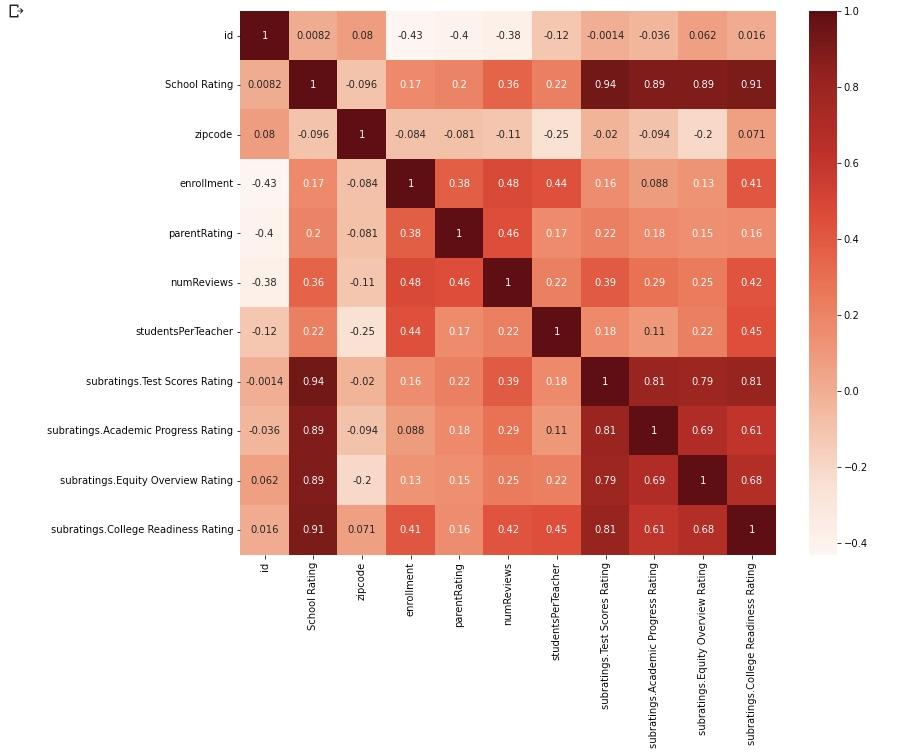 1.0
id 1 0.0082 0.08 -0.43 -0.4 -0.38 -0.12 -0.0014 -0.036 0.062 0.016
School Rating 0.0082 1 -0.096 0.17 0.2 0.36 0.22 0.94 0.89 0.89 0.91
0.8
zipcode 0.08 -0.096 1 -0.084 -0.081 -0.11 -0.25 -0.02 -0.094 -0.2 0.071
0.6
enrollment -0.43 0.17 -0.084 1 0.38 0.48 0.44 0.16 0.088 0.13 0.41
parentRating -0.4 0.2 -0.081 0.38 1 0.46 0.17 0.22 0.18 0.15 0.16
0.4
numReviews -0.38 0.36 -0.11 0.48 0.46 1 0.22 0.39 0.29 0.25 0.42
0.2
studentsPerTeacher -0.12 0.22 -0.25 0.44 0.17 0.22 1 0.18 0.11 0.22 0.45
subratings.Test Scores Rating -0.0014 0.94 -0.02 0.16 0.22 0.39 0.18 1 0.81 0.79 0.81
0.0
subratings.Academic Progress Rating -0.036 0.89 -0.094 0.088 0.18 0.29 0.11 0.81 1 0.69 0.61
−0.2
subratings.Equity Overview Rating 0.062 0.89 -0.2 0.13 0.15 0.25 0.22 0.79 0.69 1 0.68
subratings.College Readiness Rating 0.016 0.91 0.071 0.41 0.16 0.42 0.45 0.81 0.61 0.68 1
−0.4
id
School Rating
zipcode
enrollment
parentRating
numReviews
studentsPerTeacher
subratings.Test Scores Rating
subratings.Academic Progress Rating
subratings.Equity Overview Rating
subratings.College Readiness Rating